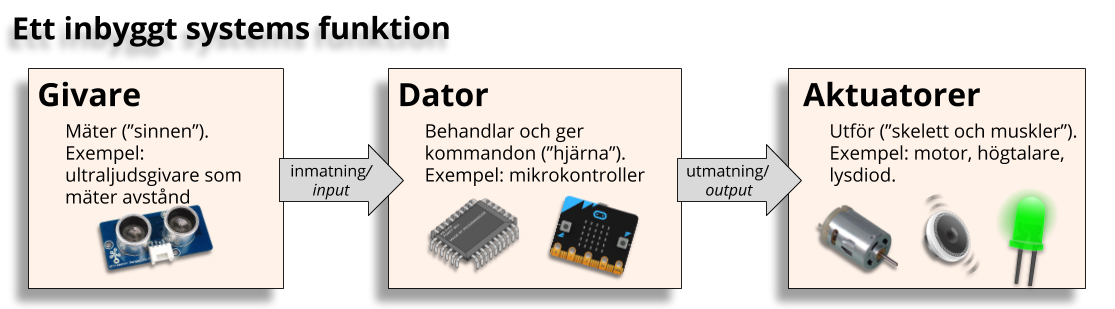 Ett inbyggt systems funktion
Givare
Mäter (”sinnen”).
Exempel:
ultraljudsgivare som
mäter avstånd
inmatning/
input
Dator
Behandlar och ger
kommandon (”hjärna”).
Exempel: mikrokontroller
utmatning/
output
Aktuatorer
Utför (”skelett och muskler”).
Exempel: motor, högtalare,
lysdiod.